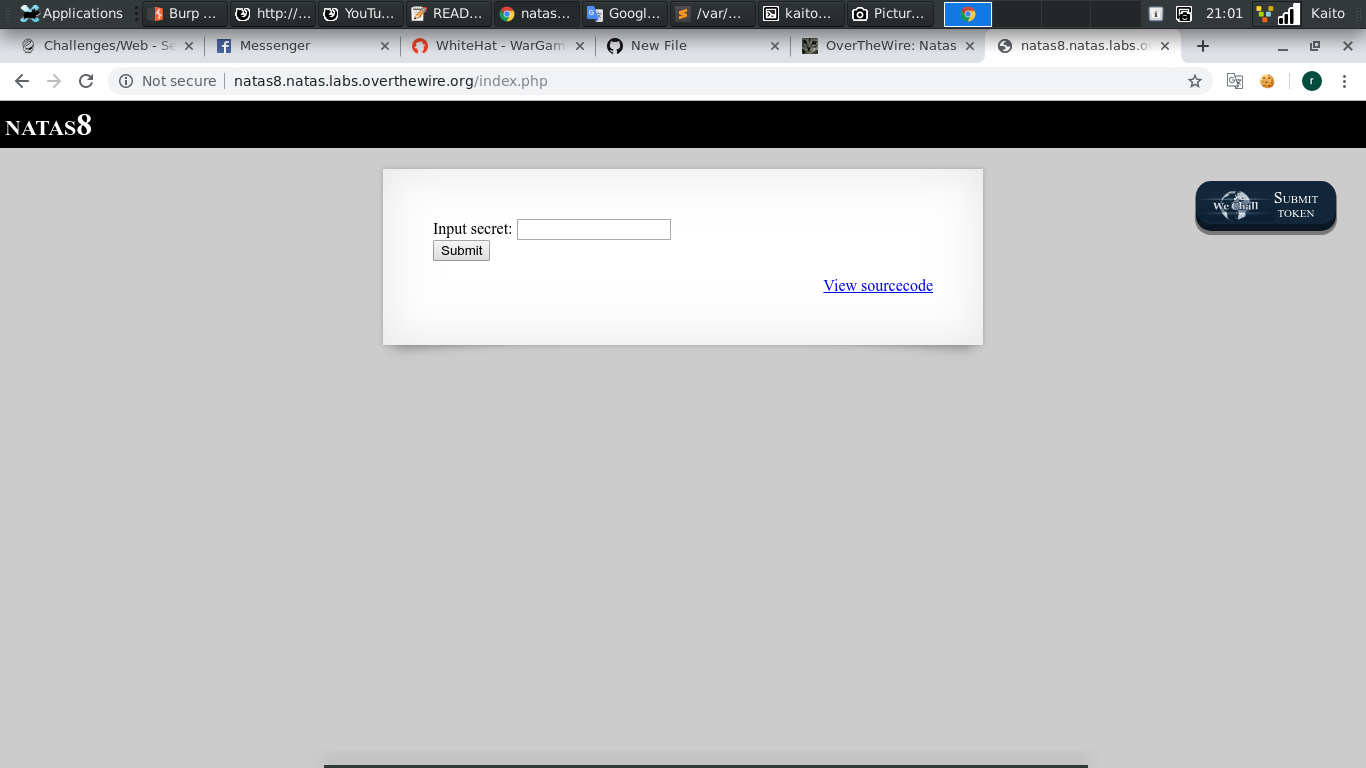 Applications Burp ... http://... YouTu... READ... natas... Googl... /var/... kaito... Pictur... 21:01 Kaito
Challenges/Web - Se Messenger WhiteHat - WarGam New File OverTheWire: Natas natas8.natas.labs.ov
Not secure natas8.natas.labs.overthewire.org/index.php r
NATAS8
Input secret:
Submit
View sourcecode
We Chall Submit
token